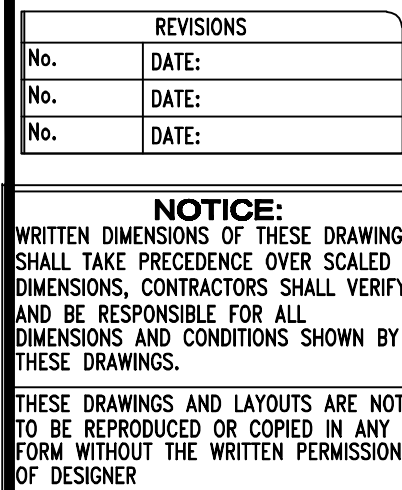 REVISIONS
No. DATE:
No. DATE:
No. DATE:
NOTICE:
WRITTEN DIMENSIONS OF THESE DRAWING
SHALL TAKE PRECEDENCE OVER SCALED
DIMENSIONS, CONTRACTORS SHALL VERIFY
AND BE RESPONSIBLE FOR ALL
DIMENSIONS AND CONDITIONS SHOWN BY
THESE DRAWINGS.
THESE DRAWINGS AND LAYOUTS ARE NOT
TO BE REPRODUCED OR COPIED IN ANY
FORM WITHOUT THE WRITTEN PERMISSION
OF DESIGNER